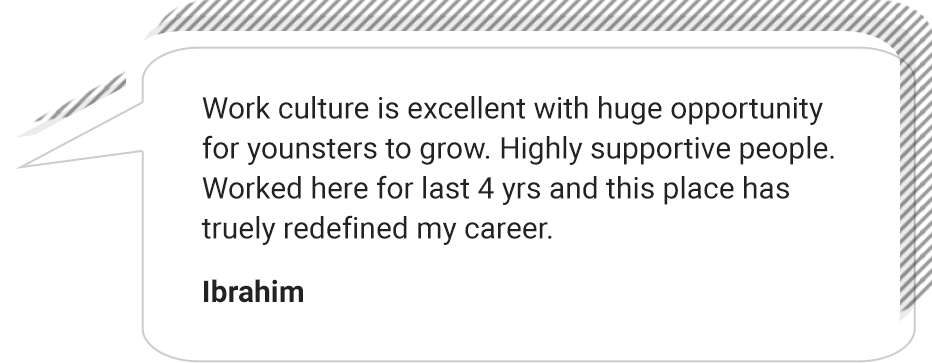 Work culture is excellent with huge opportunity
for younsters to grow. Highly supportive people.
Worked here for last 4 yrs and this place has
truely redefined my career.
Ibrahim